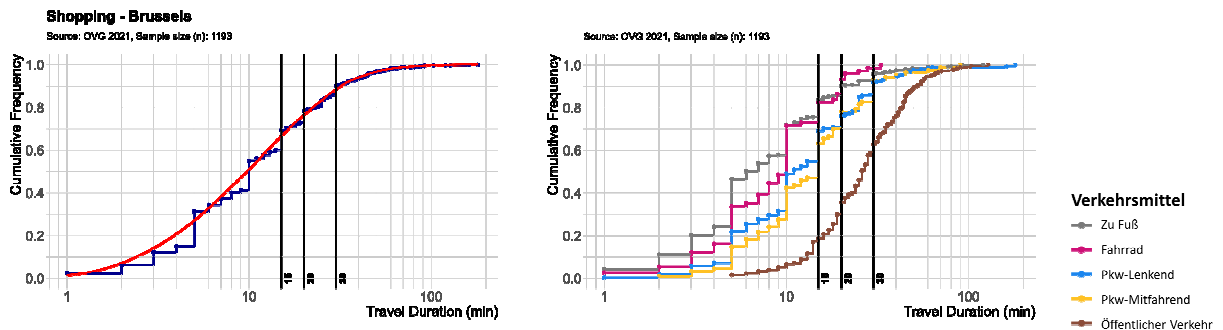 Shopping - Brussels
Source: OVG 2021, Sample size (n): 1193
Cumulative Frequency
1.0
0.8
0.6
0.4
0.2
0.0
15
20
30
1
10
100
Travel Duration (min)
Source: OVG 2021, Sample size (n): 1193
Cumulative Frequency
1.0
0.8
0.6
0.4
0.2
0.0
15
20
30
1
10
100
Travel Duration (min)
Verkehrsmittel
Zu Fuß
Fahrrad
Pkw-Lenkend
Pkw-Mitfahrend
Öffentlicher Verkehr